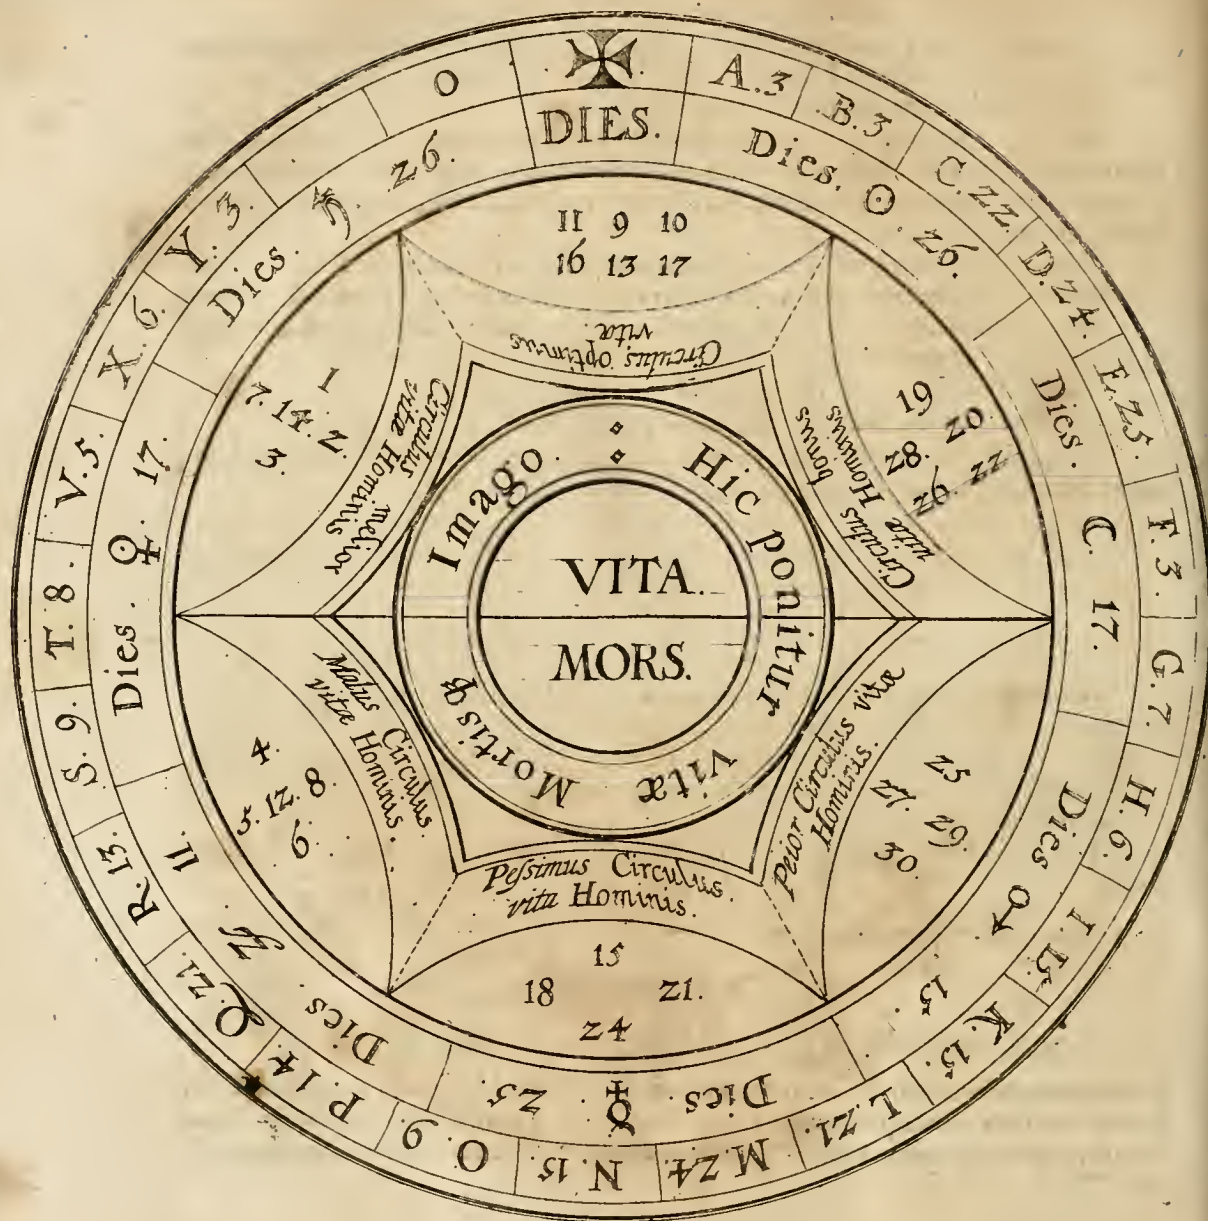 ✠
A.3
B.3.
C.22.
D.24.
E.25.
F.3.
G.7.
H.6.
I.15.
K.15.
L.21.
M.24.
N.15.
O.9.
P.14.
Q.21.
R.13.
S.9.
T.8.
V.5.
X.6.
Y.3.
0
DIES.
Dies. ☉. 26.
Dies. ☾. 17.
Dies ♂. 15.
Dies. ☿. 25.
Dies. ♃ 11.
Dies. ♀. 17.
Dies. ♄. 26.
11 9 10
16 13 17
Circulus optimus
vitæ.
19
20
28.
22
26.
Circulus
vitæ Hominis
bonus
25
27.
29.
30.
Peior Circulus vitæ
Hominis.
15
18 21.
24
Pessimus Circulus.
vitæ Hominis.
4.
5. 12. 8.
6.
Malus Circulus.
vitæ Hominis.
1
7. 14. 2.
3.
Circulus
vitæ Hominis
melior
Hic ponitur vitæ Mortisq Imago.
VITA.
MORS.